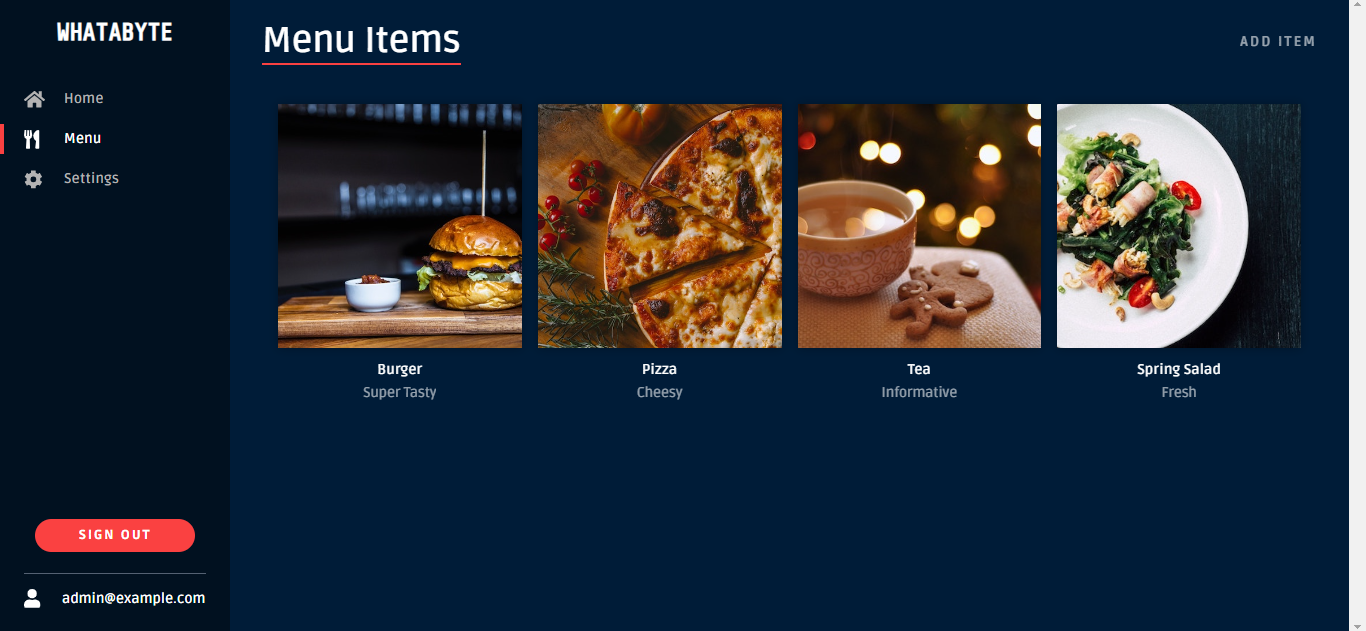 WHATABYTE
Home
Menu
Settings
SIGN OUT
admin@example.com
Menu Items
ADD ITEM
Burger
Super Tasty
Pizza
Cheesy
Tea
Informative
Spring Salad
Fresh